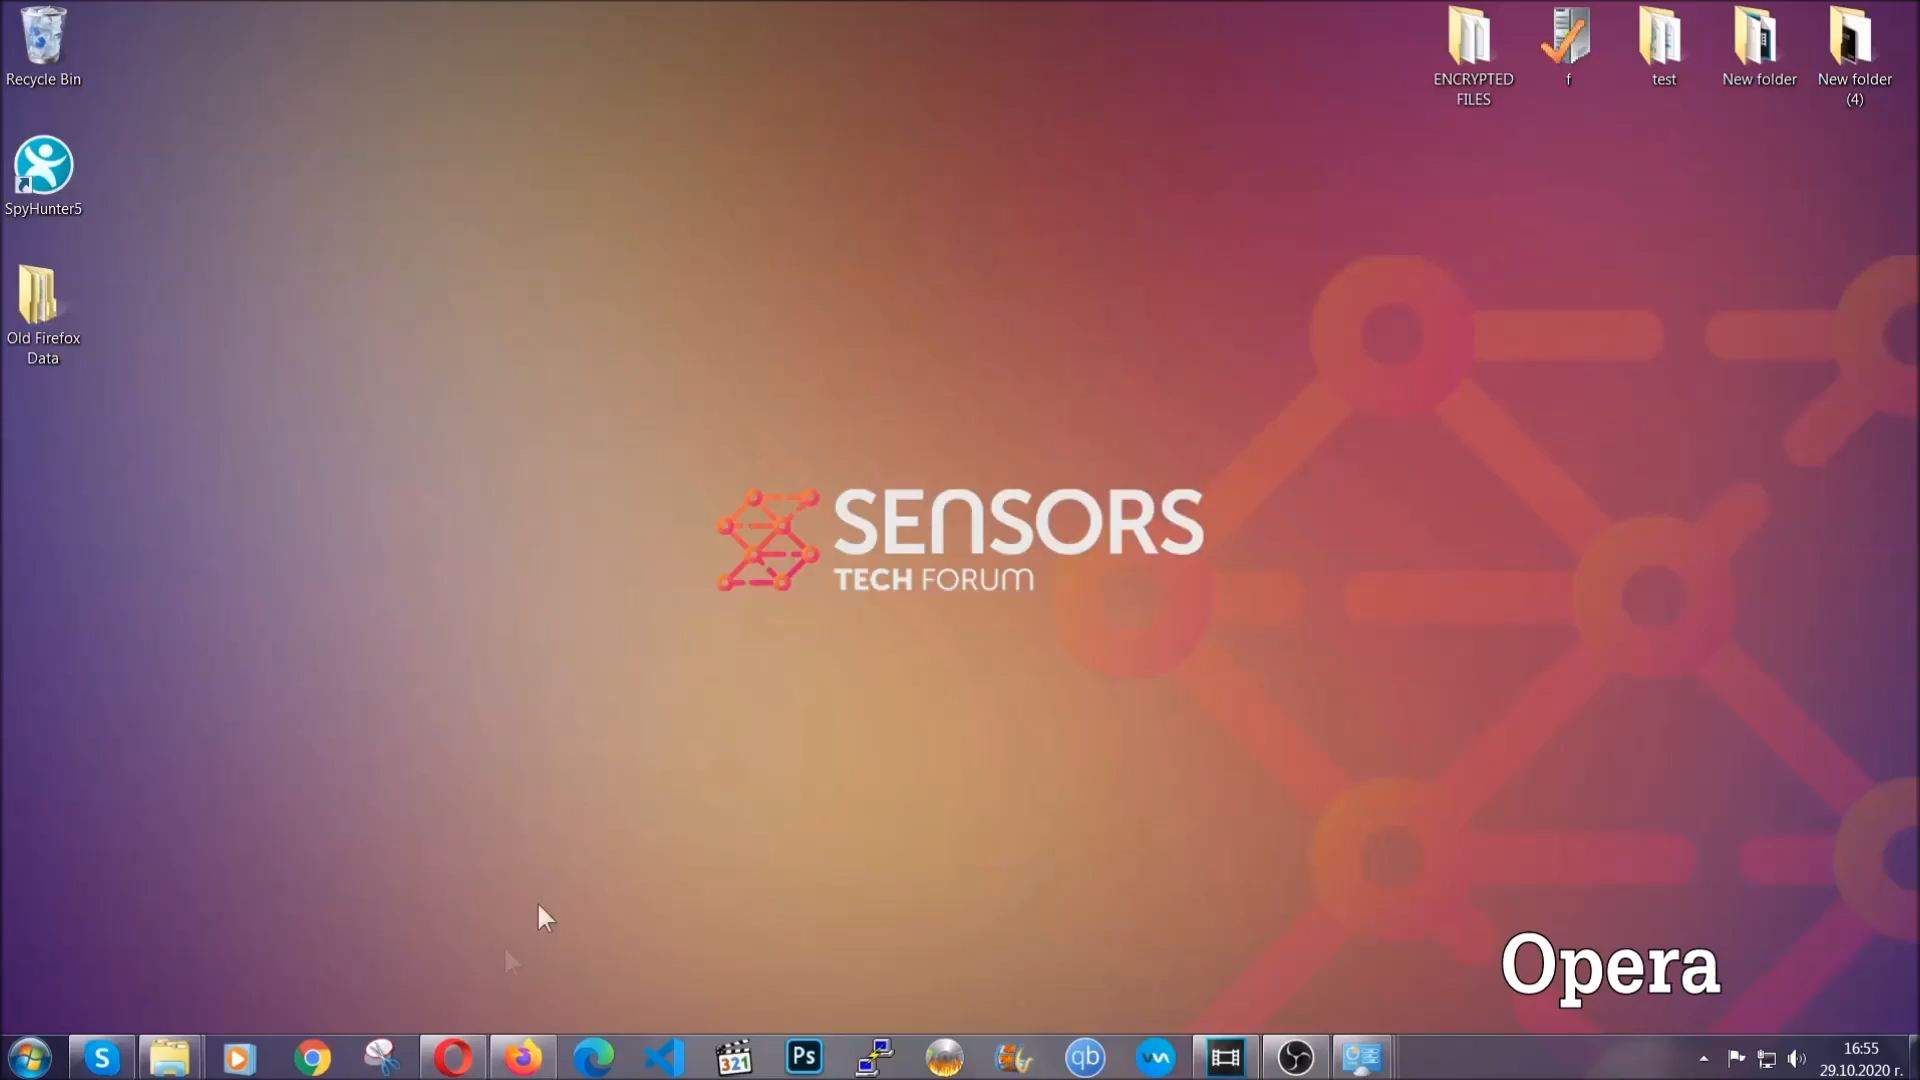 Recycle Bin
SpyHunter5
Old Firefox
Data
ENCRYPTED
FILES
f
test
New folder
New folder
(4)
SENSORS
TECH FORUM
Opera
S
321
Ps
qb
16:55
29.10.2020 г.